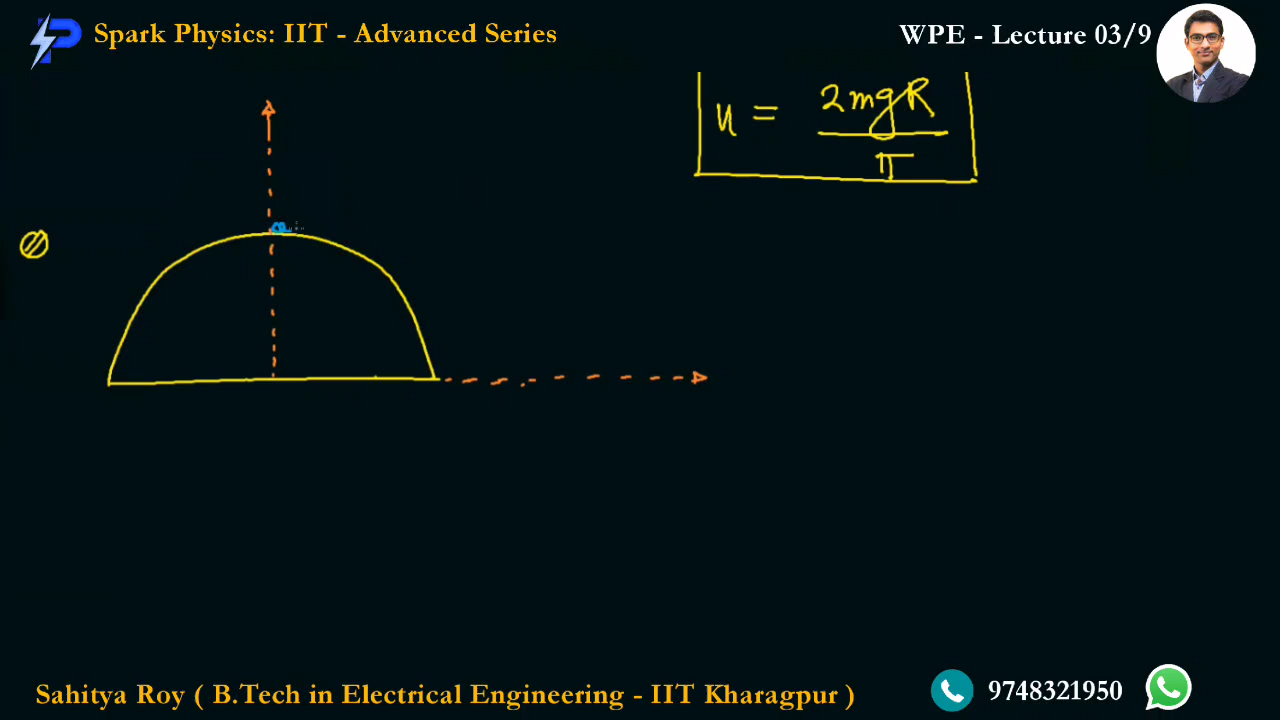 Spark Physics: IIT - Advanced Series
WPE - Lecture 03/9
u = 2mgR / π
Sahitya Roy ( B.Tech in Electrical Engineering - IIT Kharagpur )
9748321950